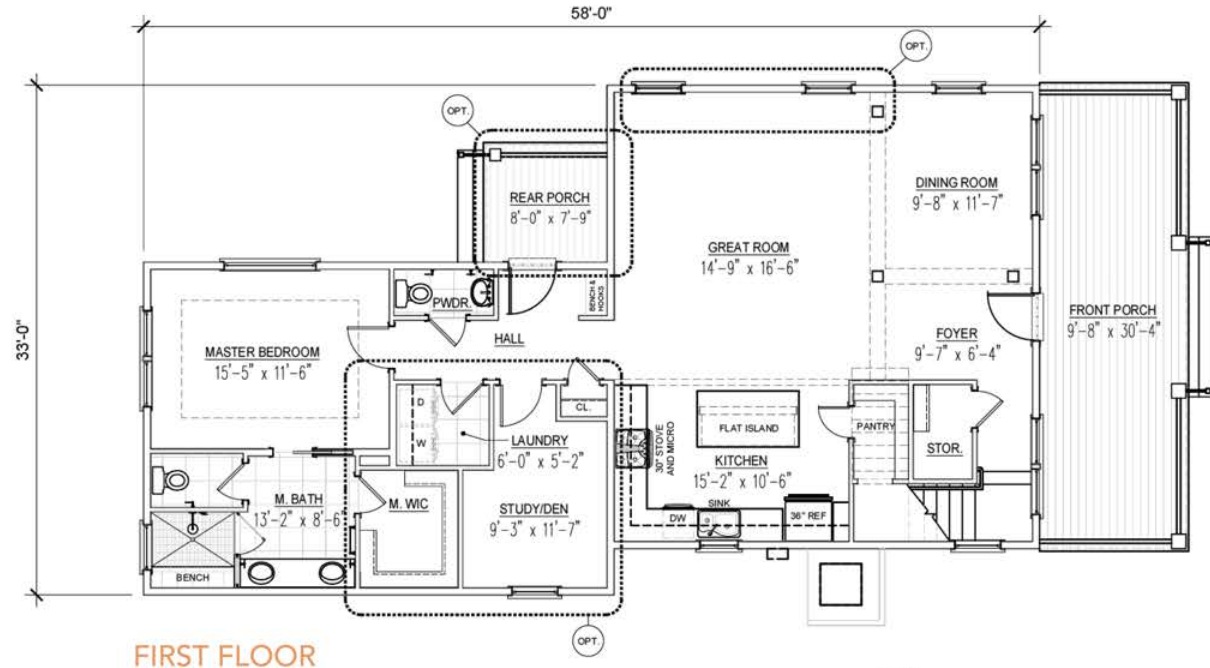 58'-0"
OPT.
OPT.
REAR PORCH
8'-0" x 7'-9"
DINING ROOM
9'-8" x 11'-7"
GREAT ROOM
14'-9" x 16'-6"
33'-0"
PWDR.
BENCH &
HOOKS
HALL
FRONT PORCH
9'-8" x 30'-4"
FOYER
9'-7" x 6'-4"
MASTER BEDROOM
15'-5" x 11'-6"
D
W
CL.
LAUNDRY
6'-0" x 5'-2"
FLAT ISLAND
PANTRY
STOR.
30" STOVE
AND MICRO
KITCHEN
15'-2" x 10'-6"
M. BATH
13'-2" x 8'-6"
M. WIC
STUDY/DEN
9'-3" x 11'-7"
SINK
DW
36" REF
BENCH
OPT.
FIRST FLOOR